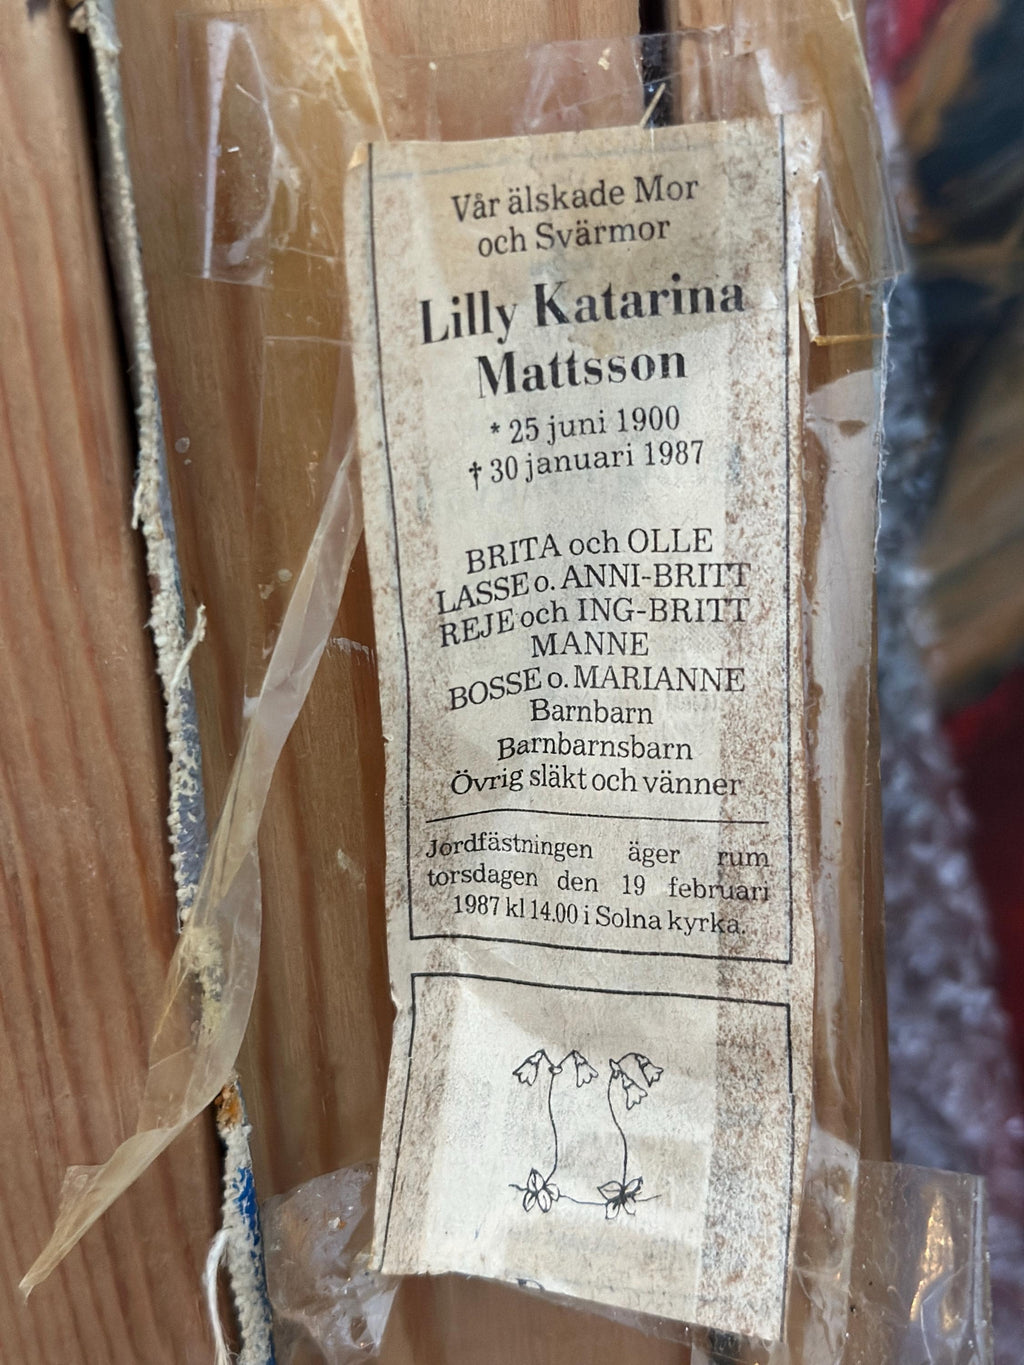 Vår älskade Mor
och Svärmor
Lilly Katarina
Mattsson
* 25 juni 1900
† 30 januari 1987
BRITA och OLLE
LASSE o. ANNI-BRITT
REJE och ING-BRITT
MANNE
BOSSE o. MARIANNE
Barnbarn
Barnbarnsbarn
Övrig släkt och vänner
Jordfästningen äger rum
torsdagen den 19 februari
1987 kl 14.00 i Solna kyrka.